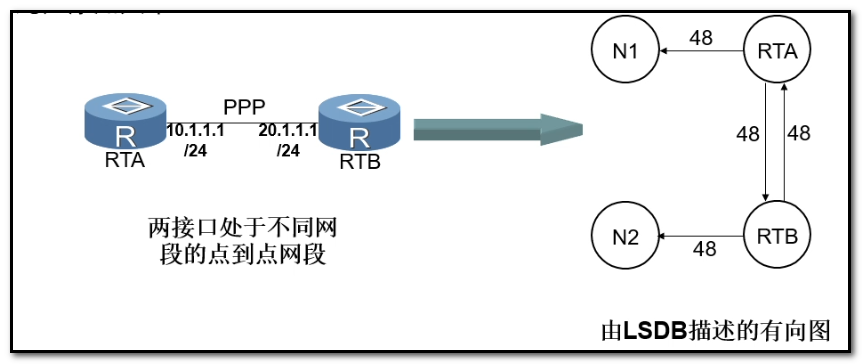 PPP
R
R
10.1.1.1
/24
20.1.1.1
/24
RTA
RTB
两接口处于不同网
段的点到点网段
N1
48
RTA
48
48
N2
48
RTB
由LSDB描述的有向图